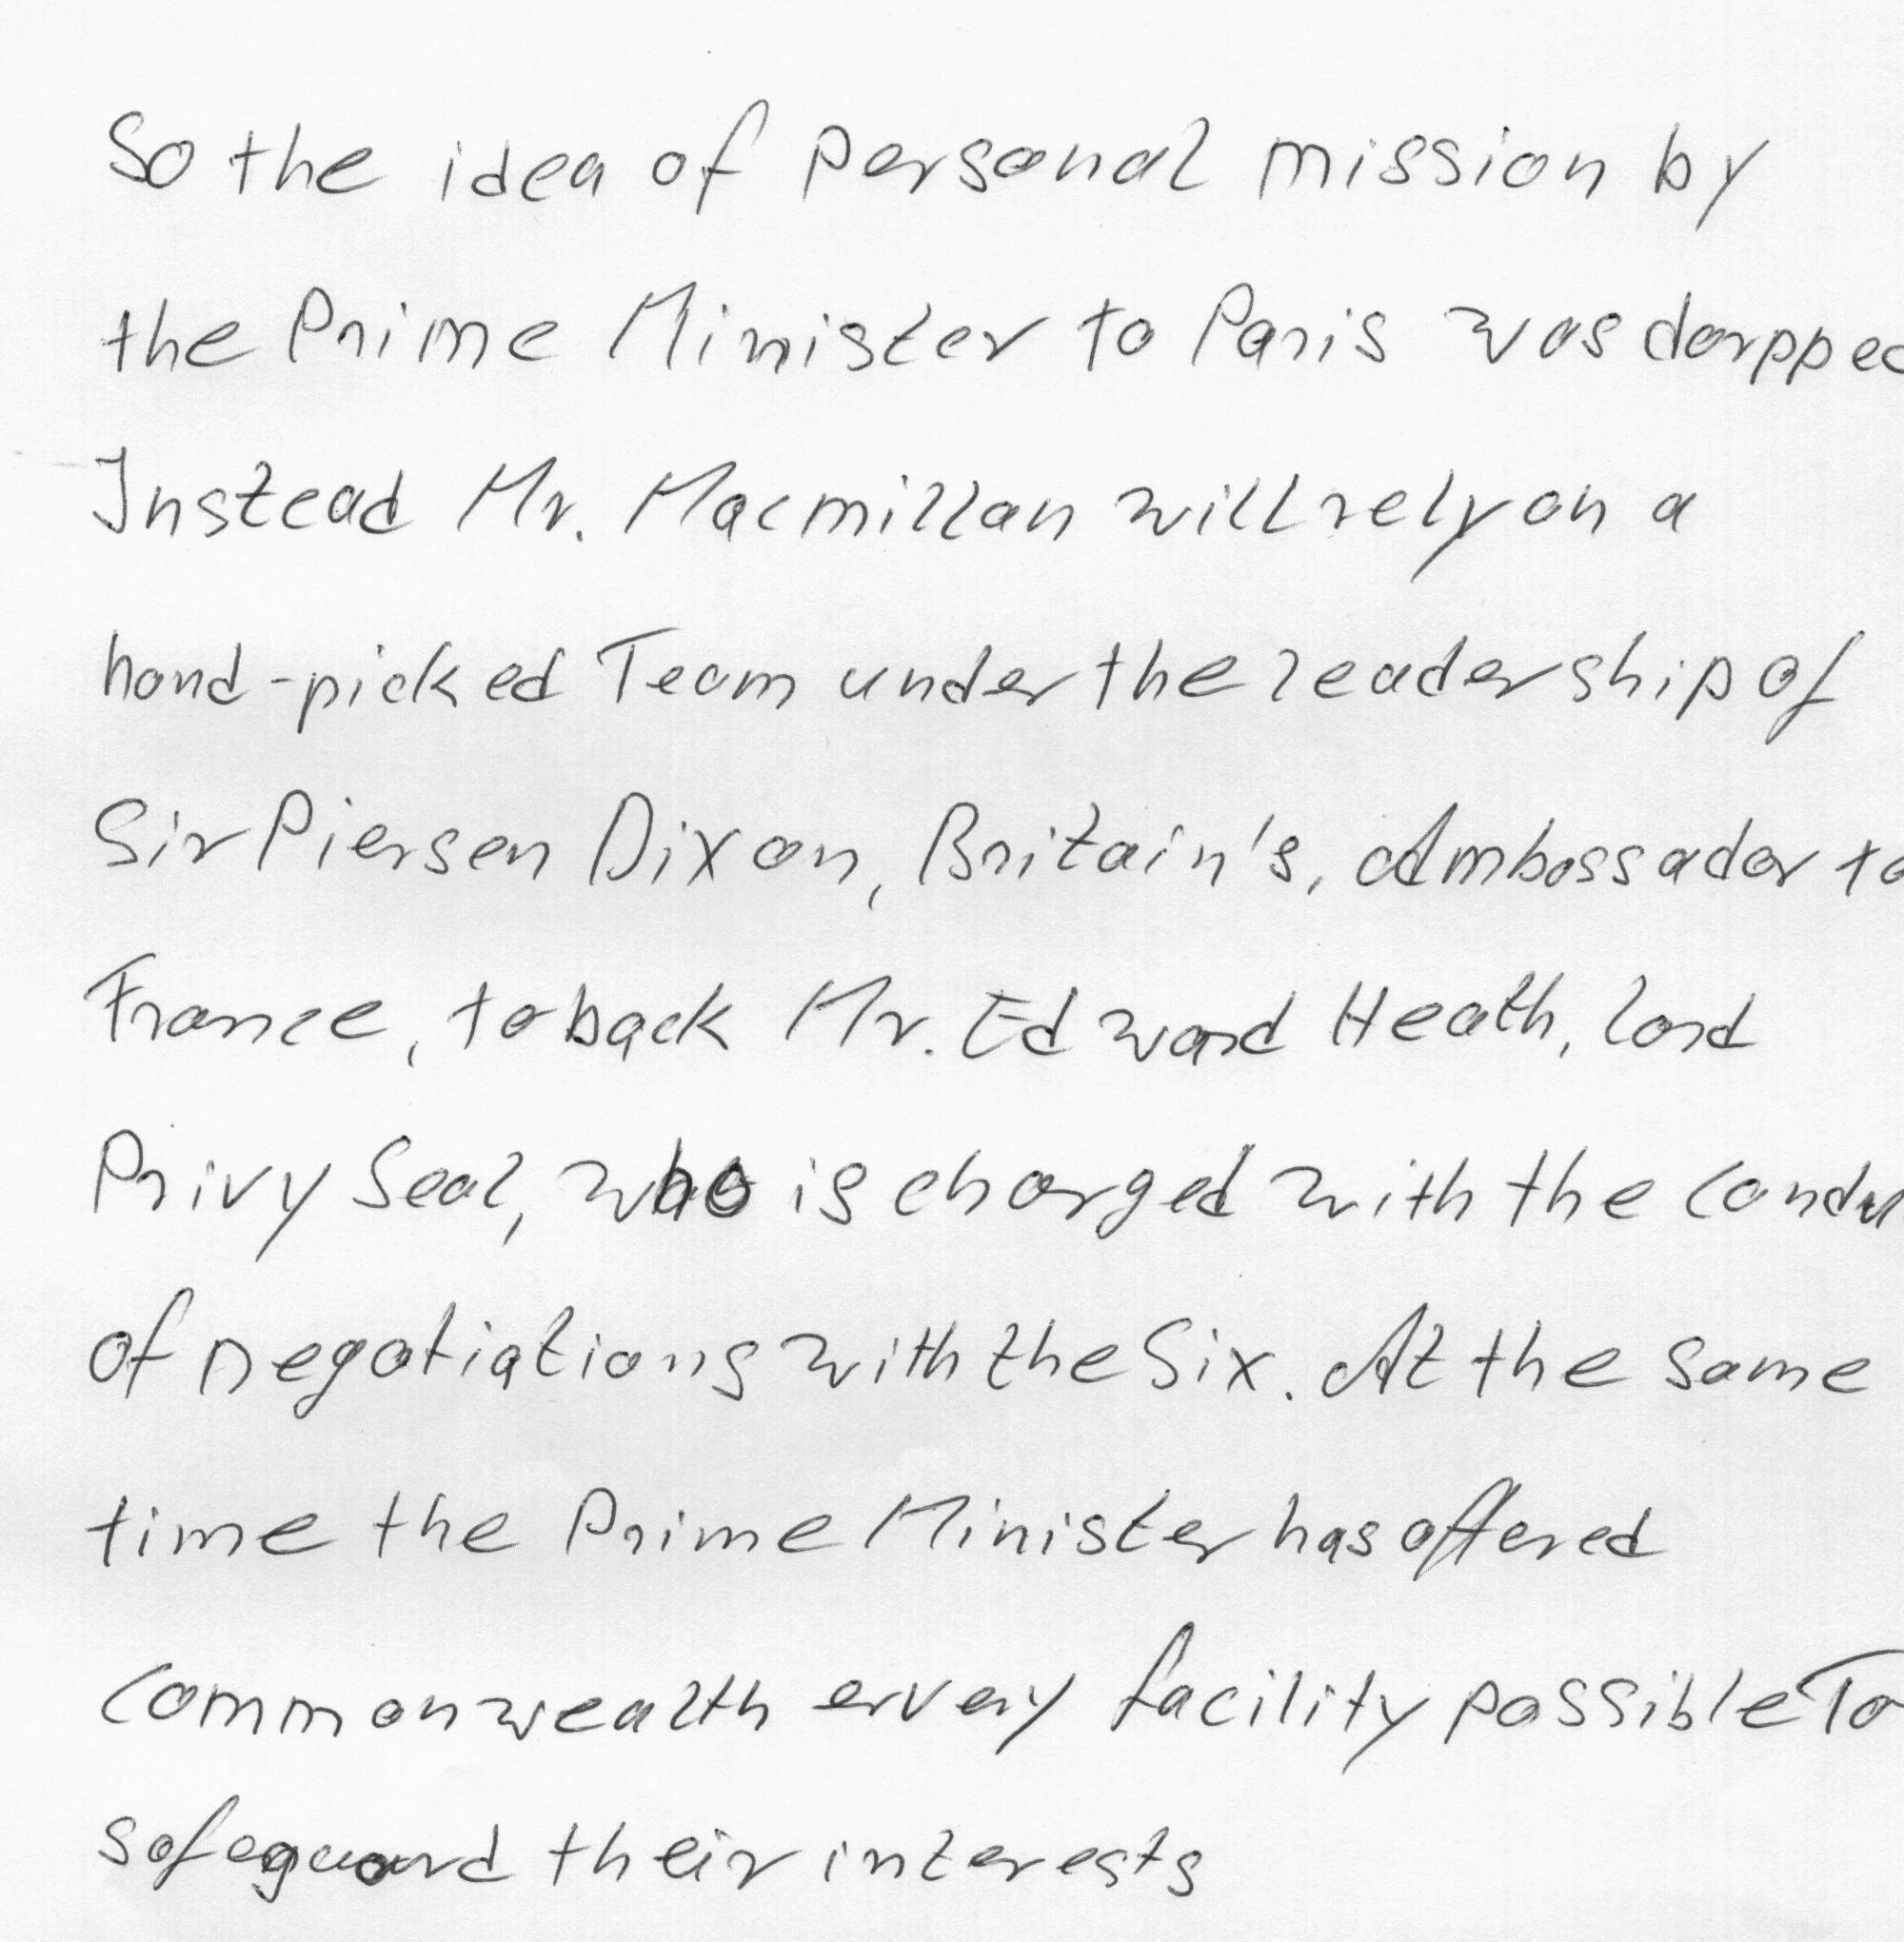 So the idea of personal mission by
the Prime Minister to Paris was dorpped
Instead Mr. Macmillan will rely on a
hand-picked Team under the leadership of
Sir Piersen Dixon, Britain's, Ambassador to
France, to back Mr. Edward Heath, lord
Privy Seal, who is charged with the condu
of negotiations with the Six. At the same
time the Prime Minister has offered
Commonwealth ervery facility possible To
safeguard their interests